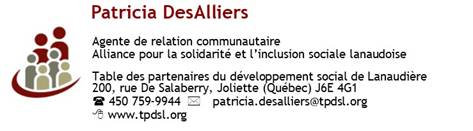 Patricia DesAlliers
Agente de relation communautaire
Alliance pour la solidarité et l'inclusion sociale lanaudoise
Table des partenaires du développement social de Lanaudière
200, rue De Salaberry, Joliette (Québec) J6E 4G1
☎ 450 759-9944 ✉ patricia.desalliers@tpdsl.org
🖰 www.tpdsl.org